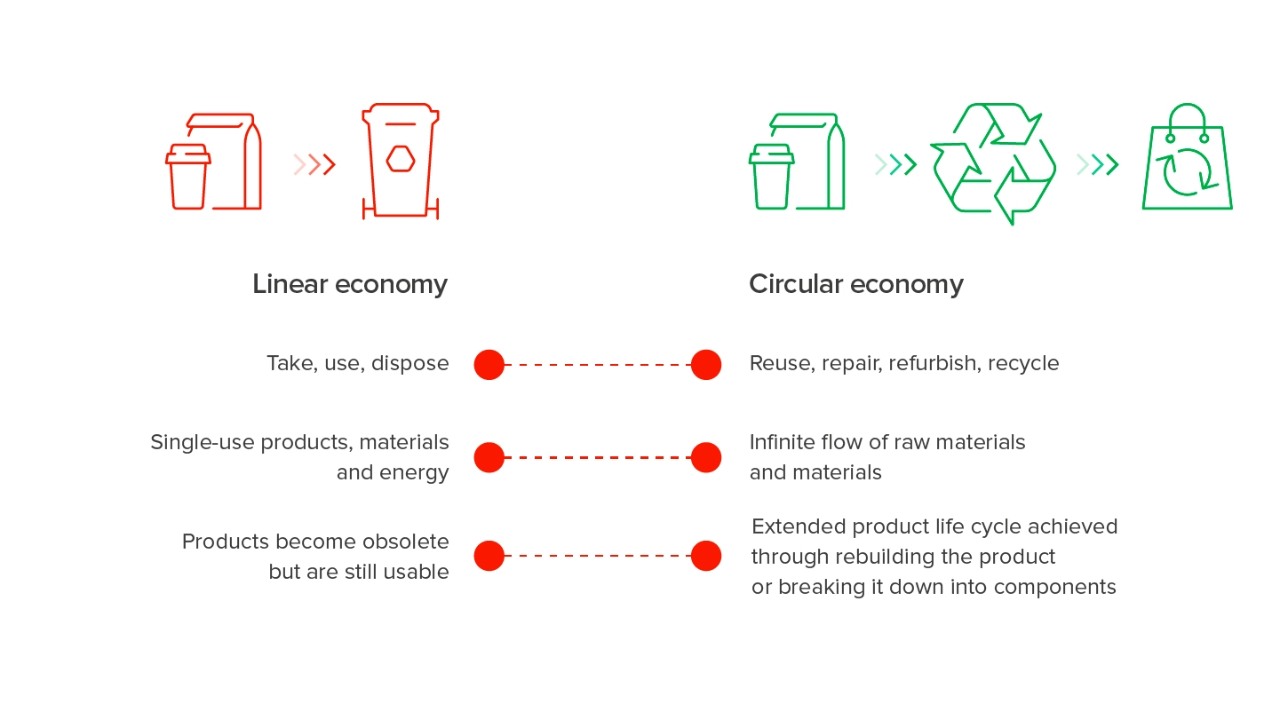 Linear economy
Circular economy
Take, use, dispose
Reuse, repair, refurbish, recycle
Single-use products, materials
and energy
Infinite flow of raw materials
and materials
Products become obsolete
but are still usable
Extended product life cycle achieved
through rebuilding the product
or breaking it down into components